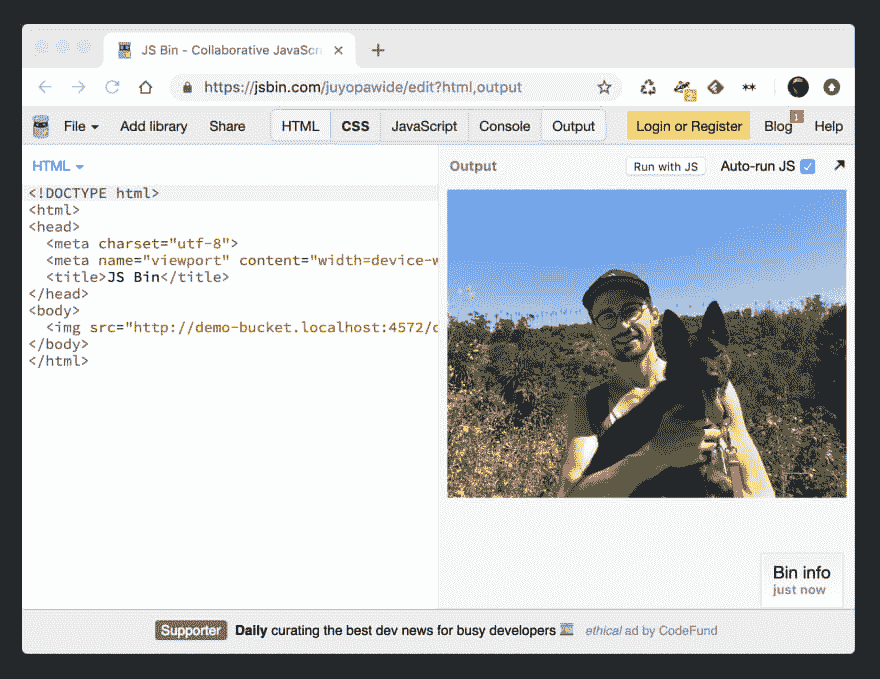 JS Bin - Collaborative JavaScri
https://jsbin.com/juyopawide/edit?html,output
File Add library Share HTML CSS JavaScript Console Output Login or Register Blog 1 Help
HTML
Output Run with JS Auto-run JS
<!DOCTYPE html>
<html>
<head>
<meta charset="utf-8">
<meta name="viewport" content="width=device-w
<title>JS Bin</title>
</head>
<body>
<img src="http://demo-bucket.localhost:4572/
</body>
</html>
Bin info
just now
Supporter Daily curating the best dev news for busy developers ethical ad by CodeFund